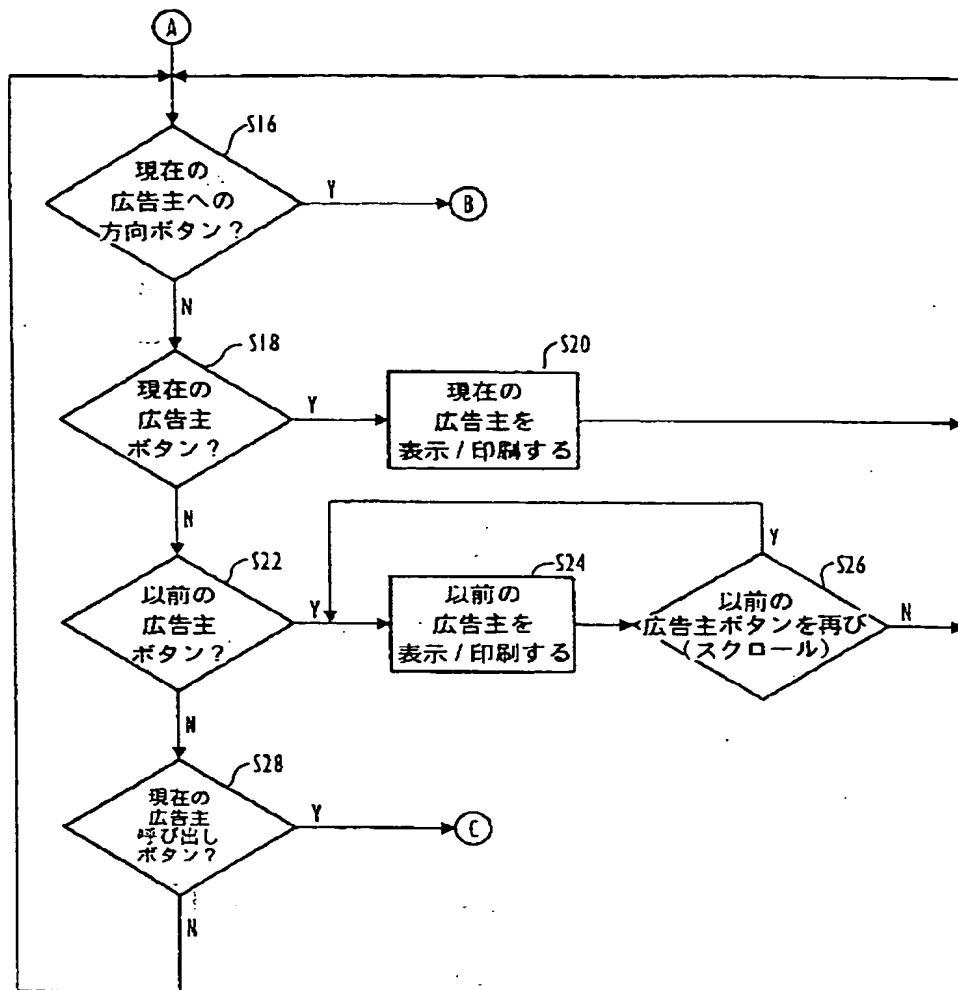 A
S16
現在の
広告主への
方向ボタン?
Y
B
N
S18
現在の
広告主
ボタン?
Y
S20
現在の
広告主を
表示/印刷する
N
S22
以前の
広告主
ボタン?
Y
S24
以前の
広告主を
表示/印刷する
Y
S26
以前の
広告主ボタンを再び
(スクロール)
N
N
S28
現在の
広告主
呼び出し
ボタン?
Y
C
N